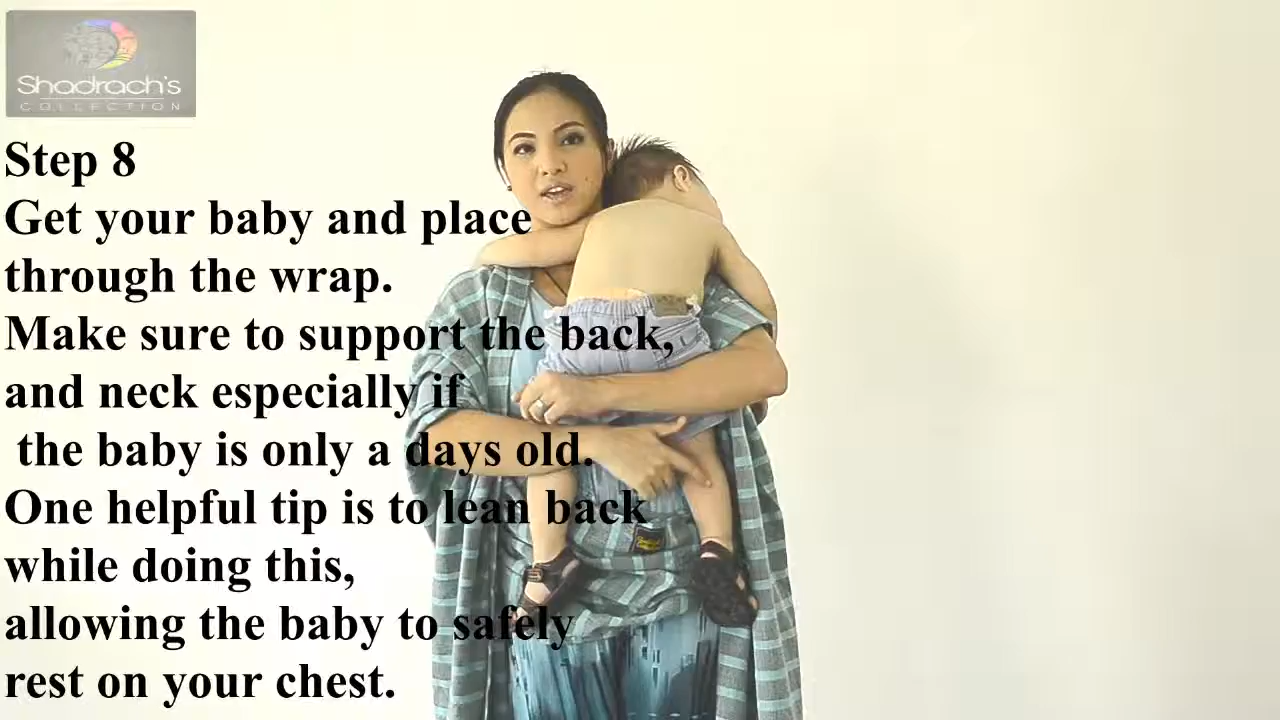 Shadrach's
COLLECTION
Step 8
Get your baby and place
through the wrap.
Make sure to support the back,
and neck especially if
the baby is only a days old.
One helpful tip is to lean back
while doing this,
allowing the baby to safely
rest on your chest.